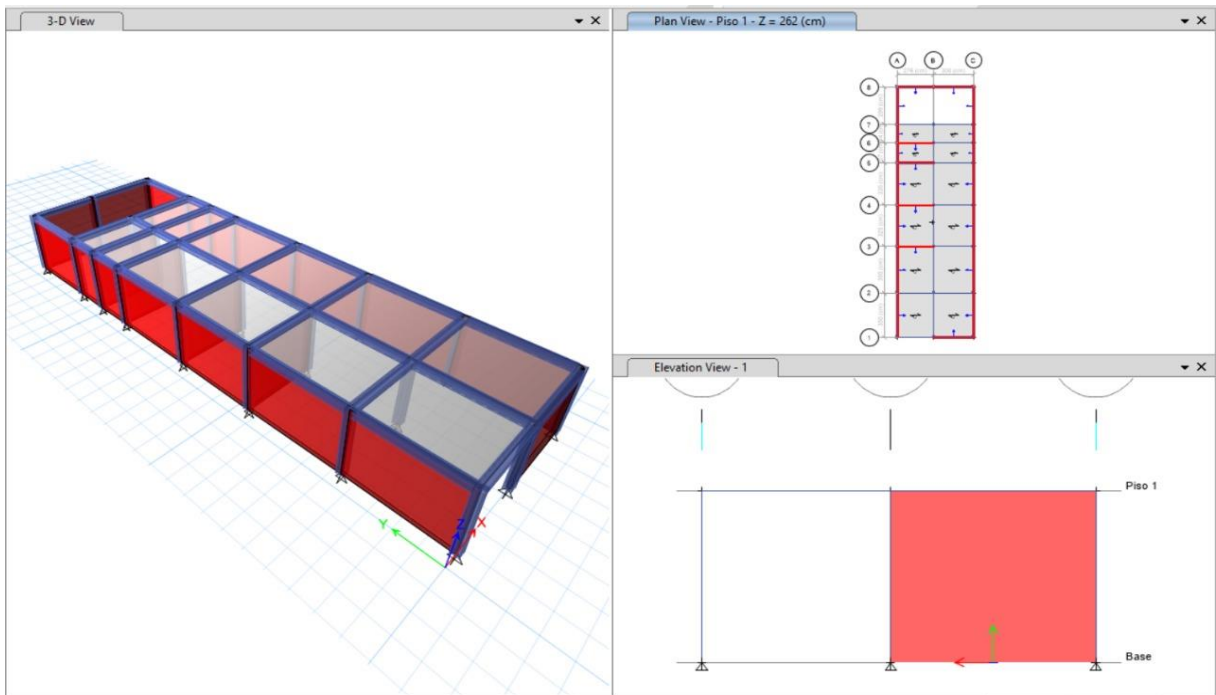 3-D View
Plan View - Piso 1 - Z = 262 (cm)
A B C
8
7
6
5
4
3
2
1
Y Z X
Elevation View - 1
Piso 1
Base